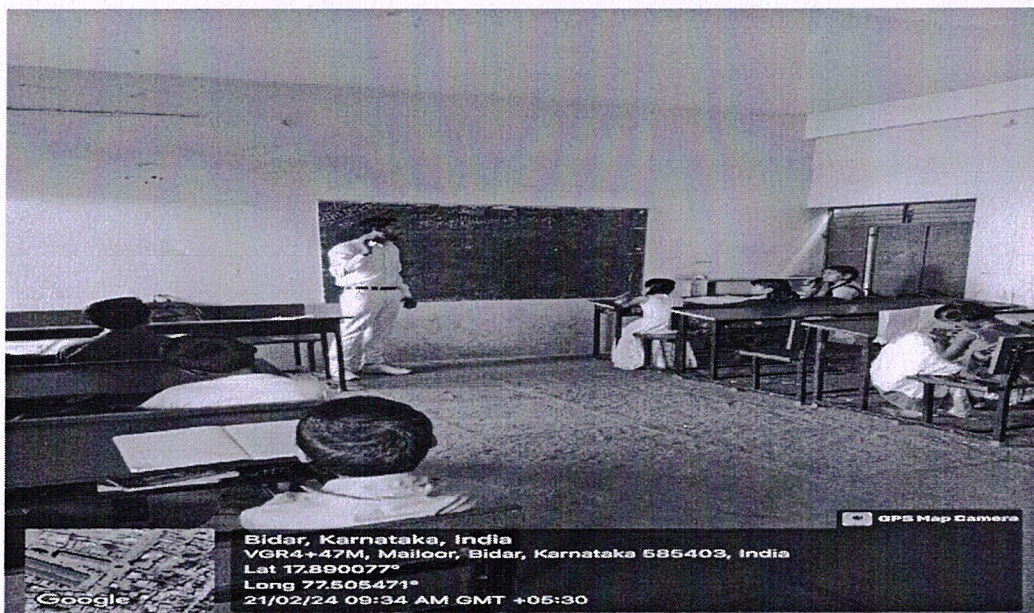 GPS Map Camera
Bidar, Karnataka, India
VGR4+47M, Mailoor, Bidar, Karnataka 585403, India
Lat 17.890077°
Long 77.505471°
21/02/24 09:34 AM GMT +05:30
Google